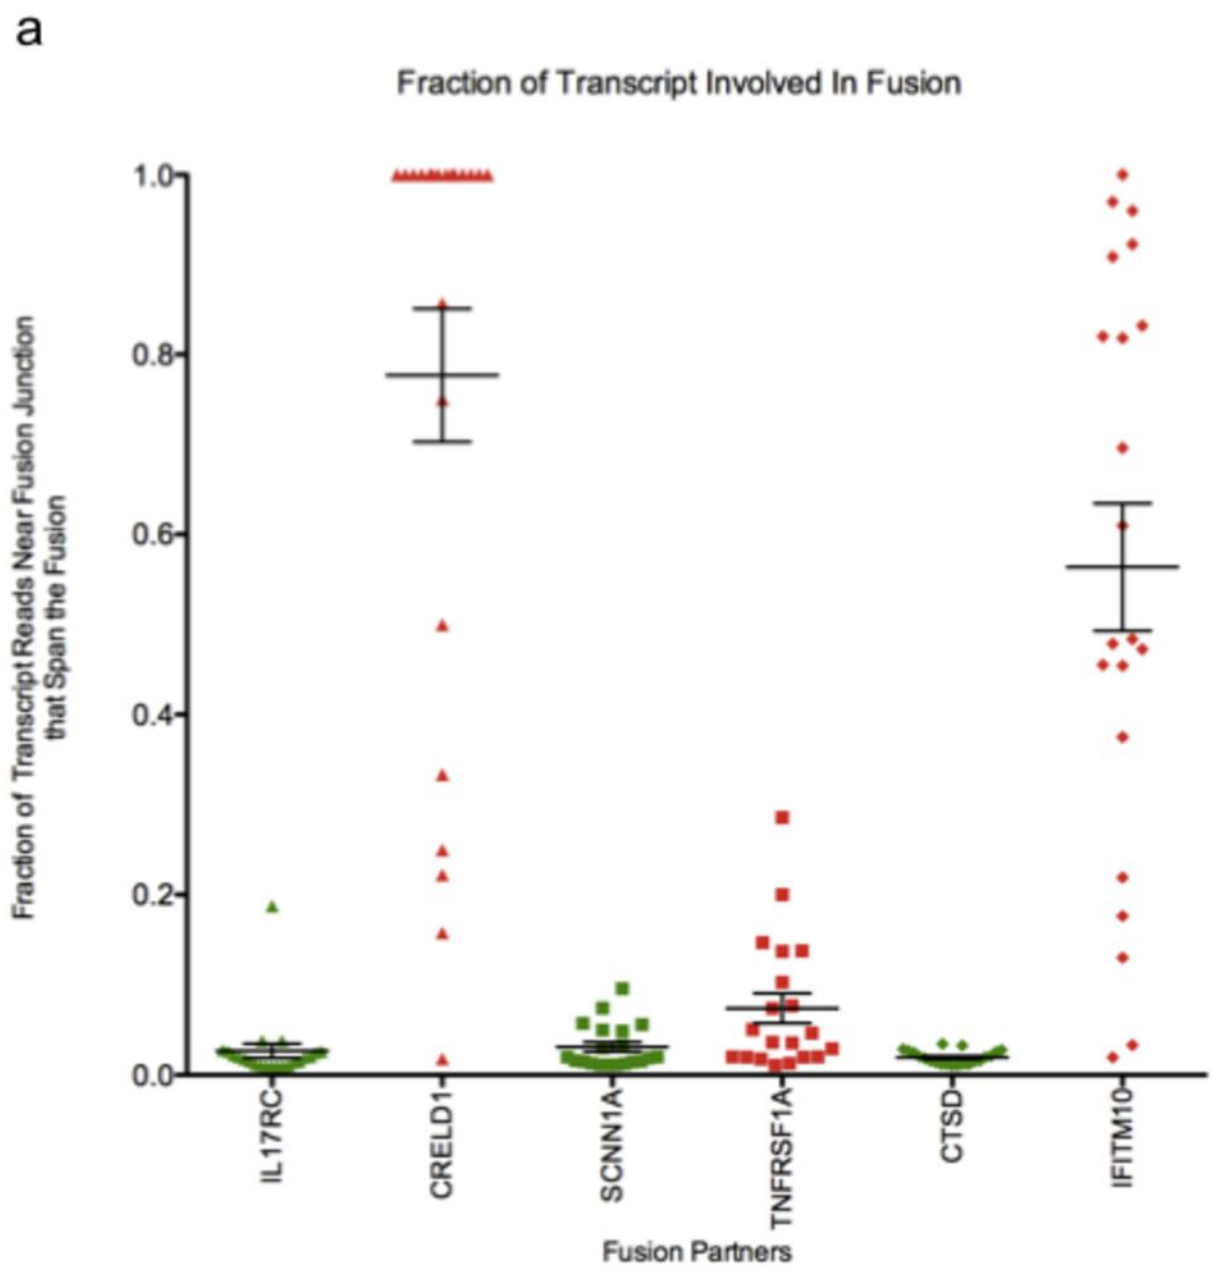 a
Fraction of Transcript Involved In Fusion
Fraction of Transcript Reads Near Fusion Junction
that Span the Fusion
1.0
0.8
0.6
0.4
0.2
0.0
IL17RC
CRELD1
SCNN1A
TNFRSF1A
CTSD
IFITM10
Fusion Partners